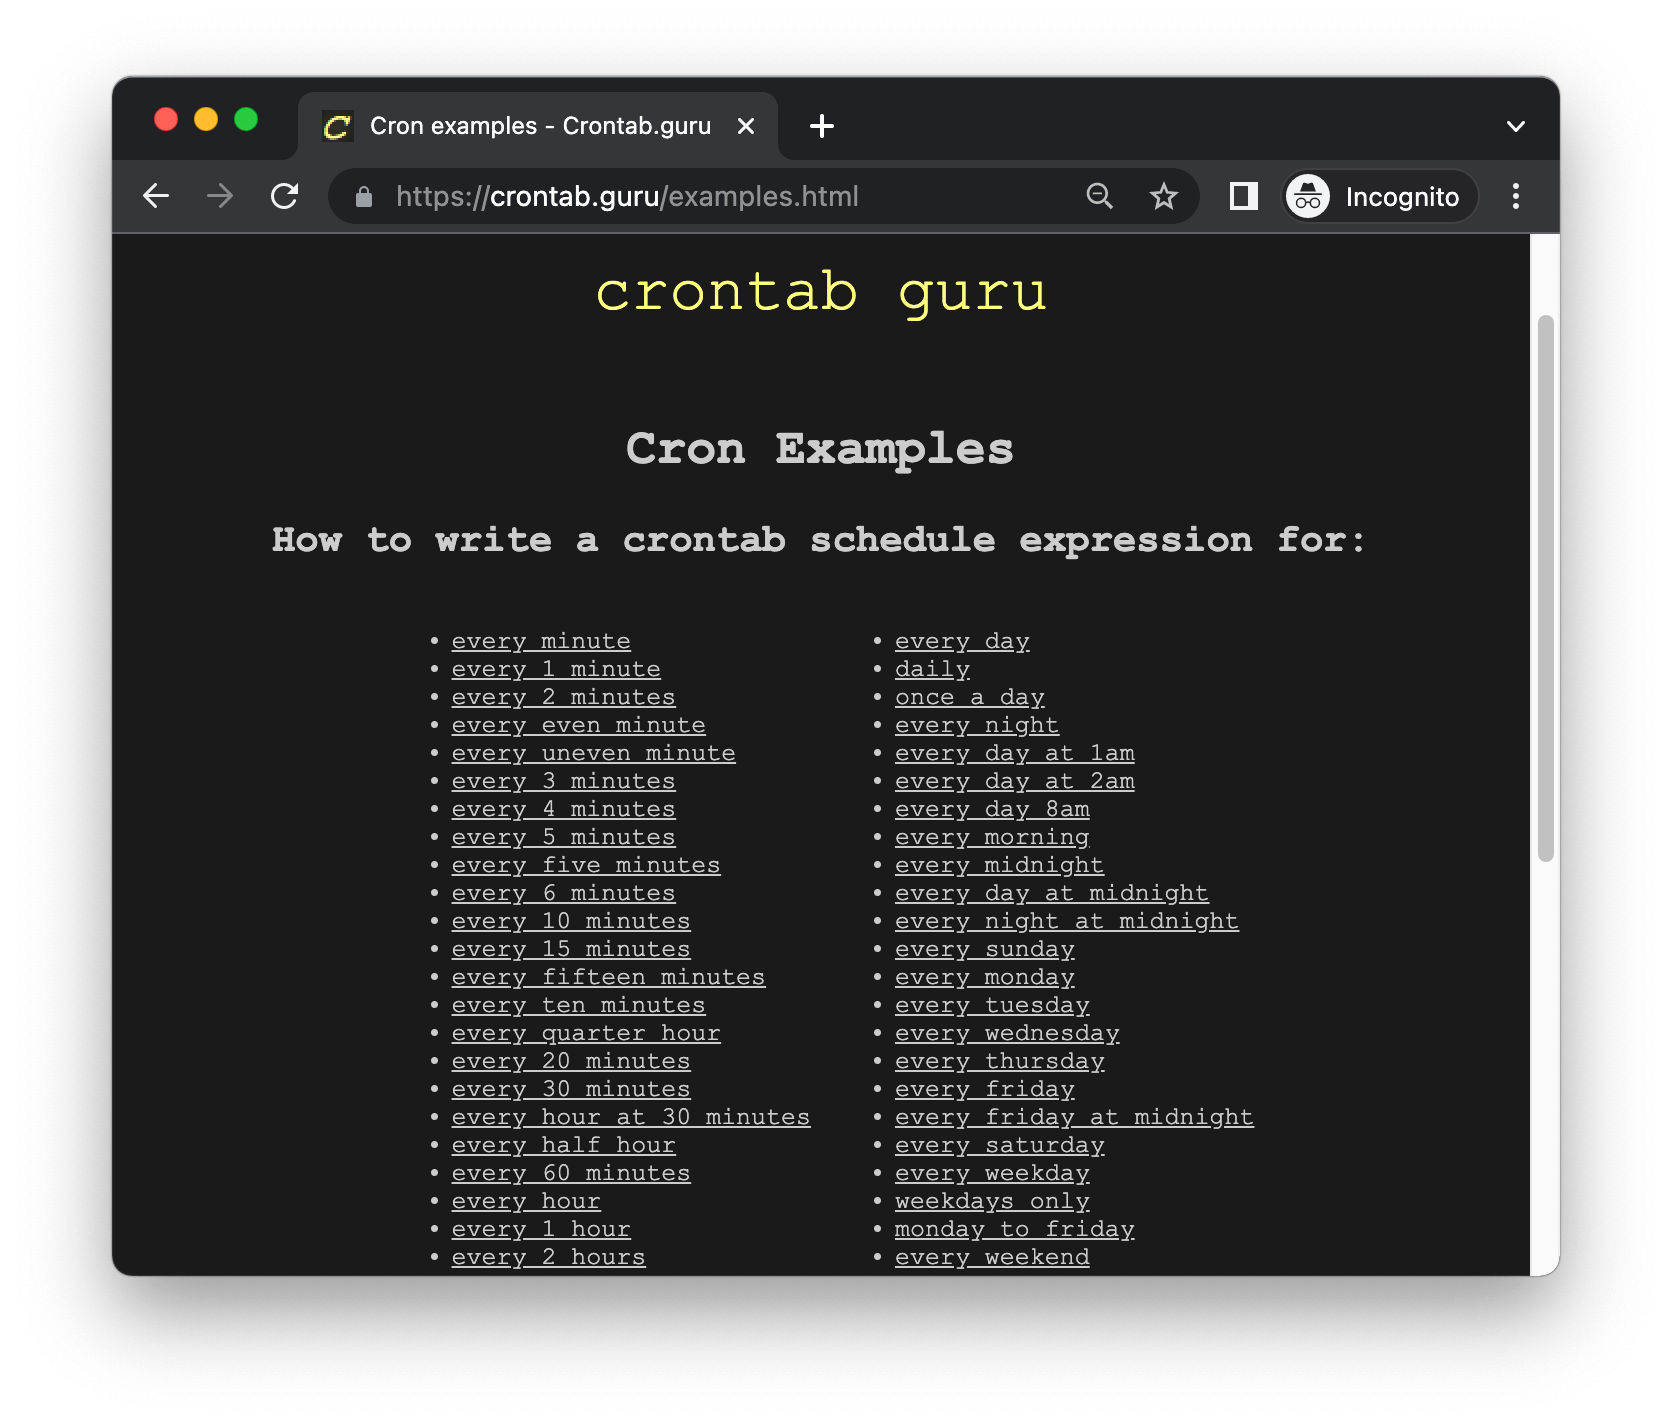 Cron examples - Crontab.guru
https://crontab.guru/examples.html
Incognito
crontab guru
Cron Examples
How to write a crontab schedule expression for:
• every minute
• every 1 minute
• every 2 minutes
• every even minute
• every uneven minute
• every 3 minutes
• every 4 minutes
• every 5 minutes
• every five minutes
• every 6 minutes
• every 10 minutes
• every 15 minutes
• every fifteen minutes
• every ten minutes
• every quarter hour
• every 20 minutes
• every 30 minutes
• every hour at 30 minutes
• every half hour
• every 60 minutes
• every hour
• every 1 hour
• every 2 hours
• every day
• daily
• once a day
• every night
• every day at 1am
• every day at 2am
• every day 8am
• every morning
• every midnight
• every day at midnight
• every night at midnight
• every sunday
• every monday
• every tuesday
• every wednesday
• every thursday
• every friday
• every friday at midnight
• every saturday
• every weekday
• weekdays only
• monday to friday
• every weekend